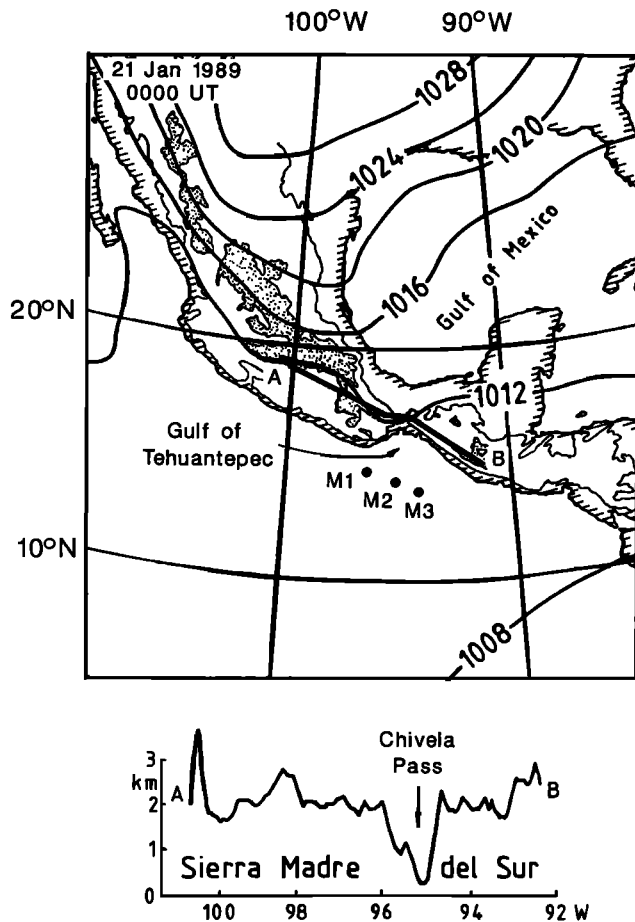 100°W 90°W
21 Jan 1989
0000 UT
1028
1024
1020
1016
Gulf of Mexico
20°N
A
1012
Gulf of
Tehuantepec
B
M1
M2
M3
10°N
1008
3
km
2
1
0
A
Chivela
Pass
B
Sierra Madre del Sur
100 98 96 94 92 W